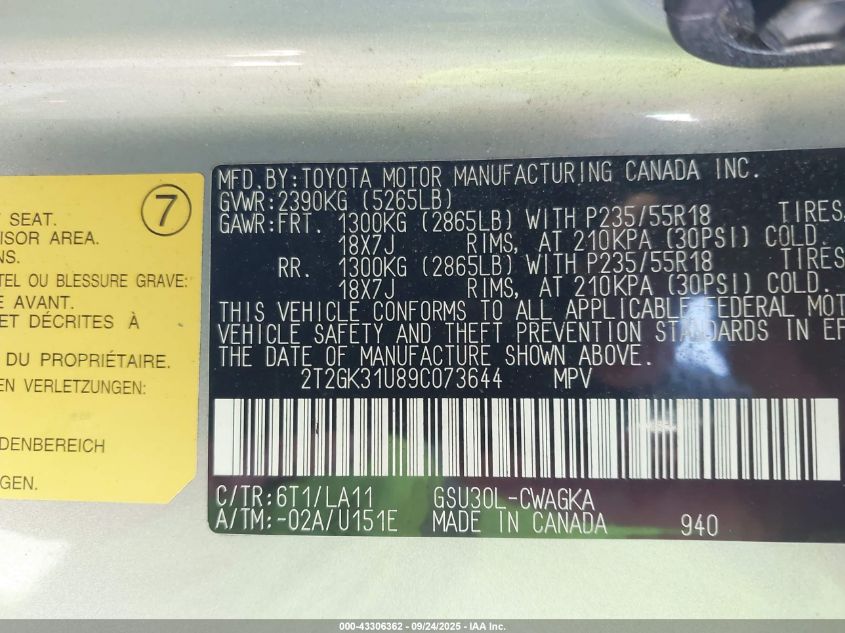 7
SEAT.
ISOR AREA.
NS.
TEL OU BLESSURE GRAVE:
E AVANT.
ET DÉCRITES À
DU PROPRIÉTAIRE.
EN VERLETZUNGEN:
DENBEREICH
GEN.
MFD.BY:TOYOTA MOTOR MANUFACTURING CANADA INC.
GVWR:2390KG (5265LB)
GAWR:FRT. 1300KG (2865LB) WITH P235/55R18 TIRES,
18X7J RIMS, AT 210KPA (30PSI) COLD.
RR. 1300KG (2865LB) WITH P235/55R18 TIRES
18X7J RIMS, AT 210KPA (30PSI) COLD.
THIS VEHICLE CONFORMS TO ALL APPLICABLE FEDERAL MOT
VEHICLE SAFETY AND THEFT PREVENTION STANDARDS IN EF
THE DATE OF MANUFACTURE SHOWN ABOVE.
2T2GK31U89C073644 MPV
C/TR:6T1/LA11 GSU30L-CWAGKA
A/TM:-02A/U151E MADE IN CANADA 940
000-43306362 - 09/24/2025 - IAA Inc.